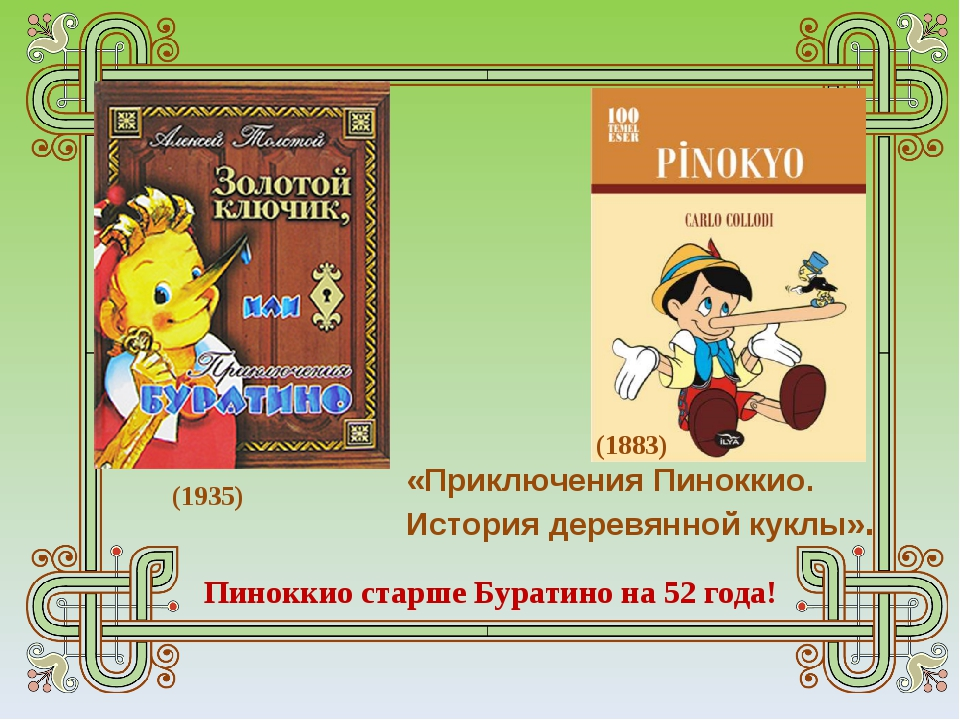 Алексей Толстой
Золотой
ключик,
или
Приключения
БУРАТИНО
(1935)
100
TEMEL
ESER
PİNOKYO
CARLO COLLODI
İLYA
(1883)
«Приключения Пиноккио.
История деревянной куклы».
Пиноккио старше Буратино на 52 года!